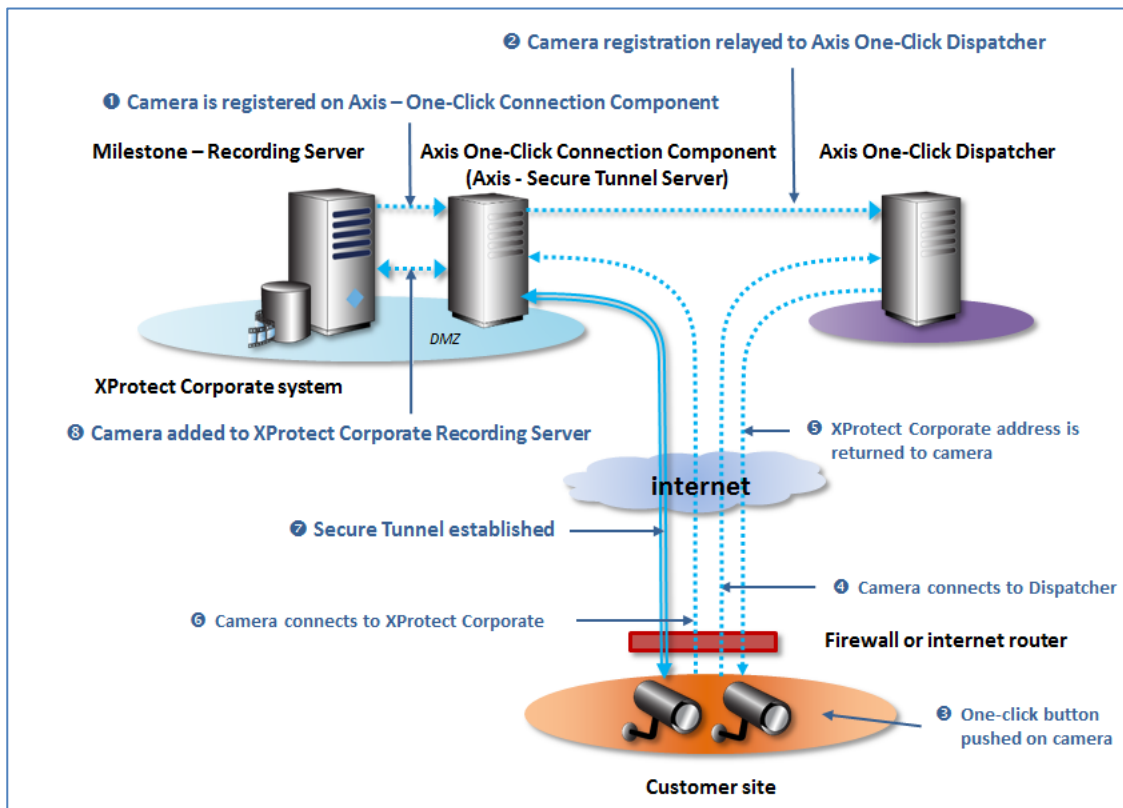 ❷ Camera registration relayed to Axis One-Click Dispatcher
❶ Camera is registered on Axis – One-Click Connection Component
Milestone – Recording Server
Axis One-Click Connection Component
(Axis - Secure Tunnel Server)
Axis One-Click Dispatcher
DMZ
XProtect Corporate system
❽ Camera added to XProtect Corporate Recording Server
❺ XProtect Corporate address is
returned to camera
internet
❼ Secure Tunnel established
❹ Camera connects to Dispatcher
❻ Camera connects to XProtect Corporate
Firewall or internet router
❸ One-click button
pushed on camera
Customer site